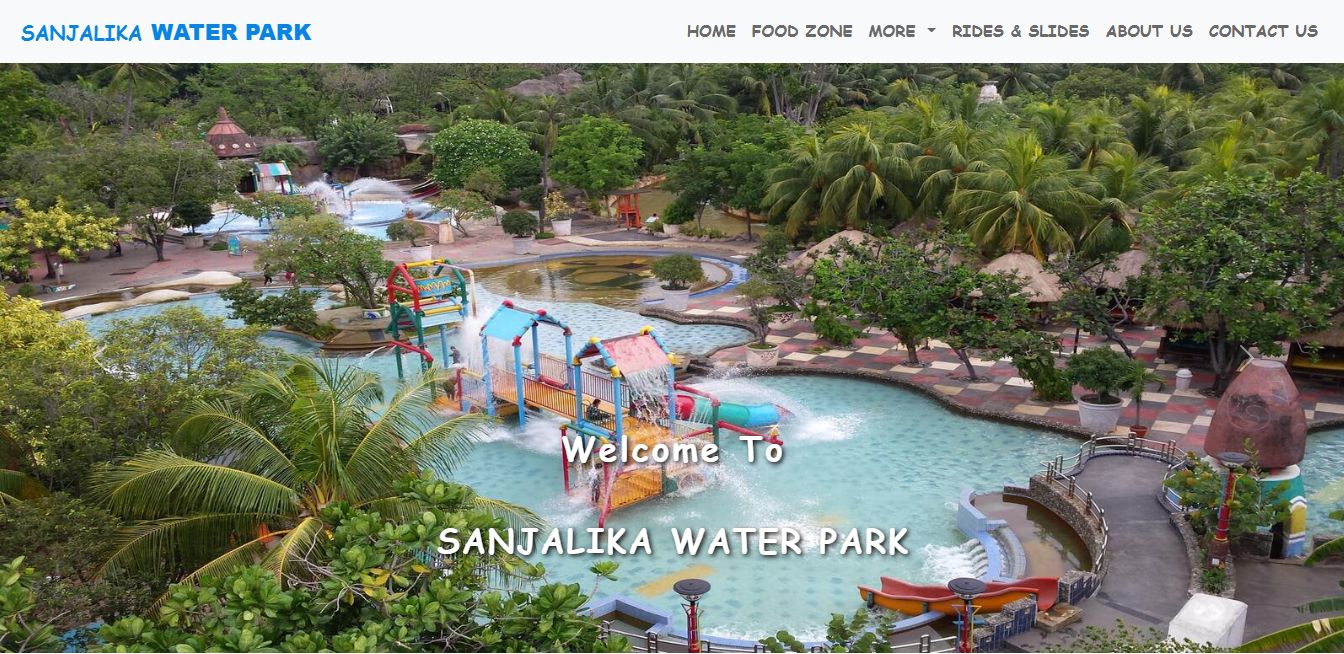 SANJALIKA WATER PARK
HOME FOOD ZONE MORE RIDES & SLIDES ABOUT US CONTACT US
Welcome To
SANJALIKA WATER PARK